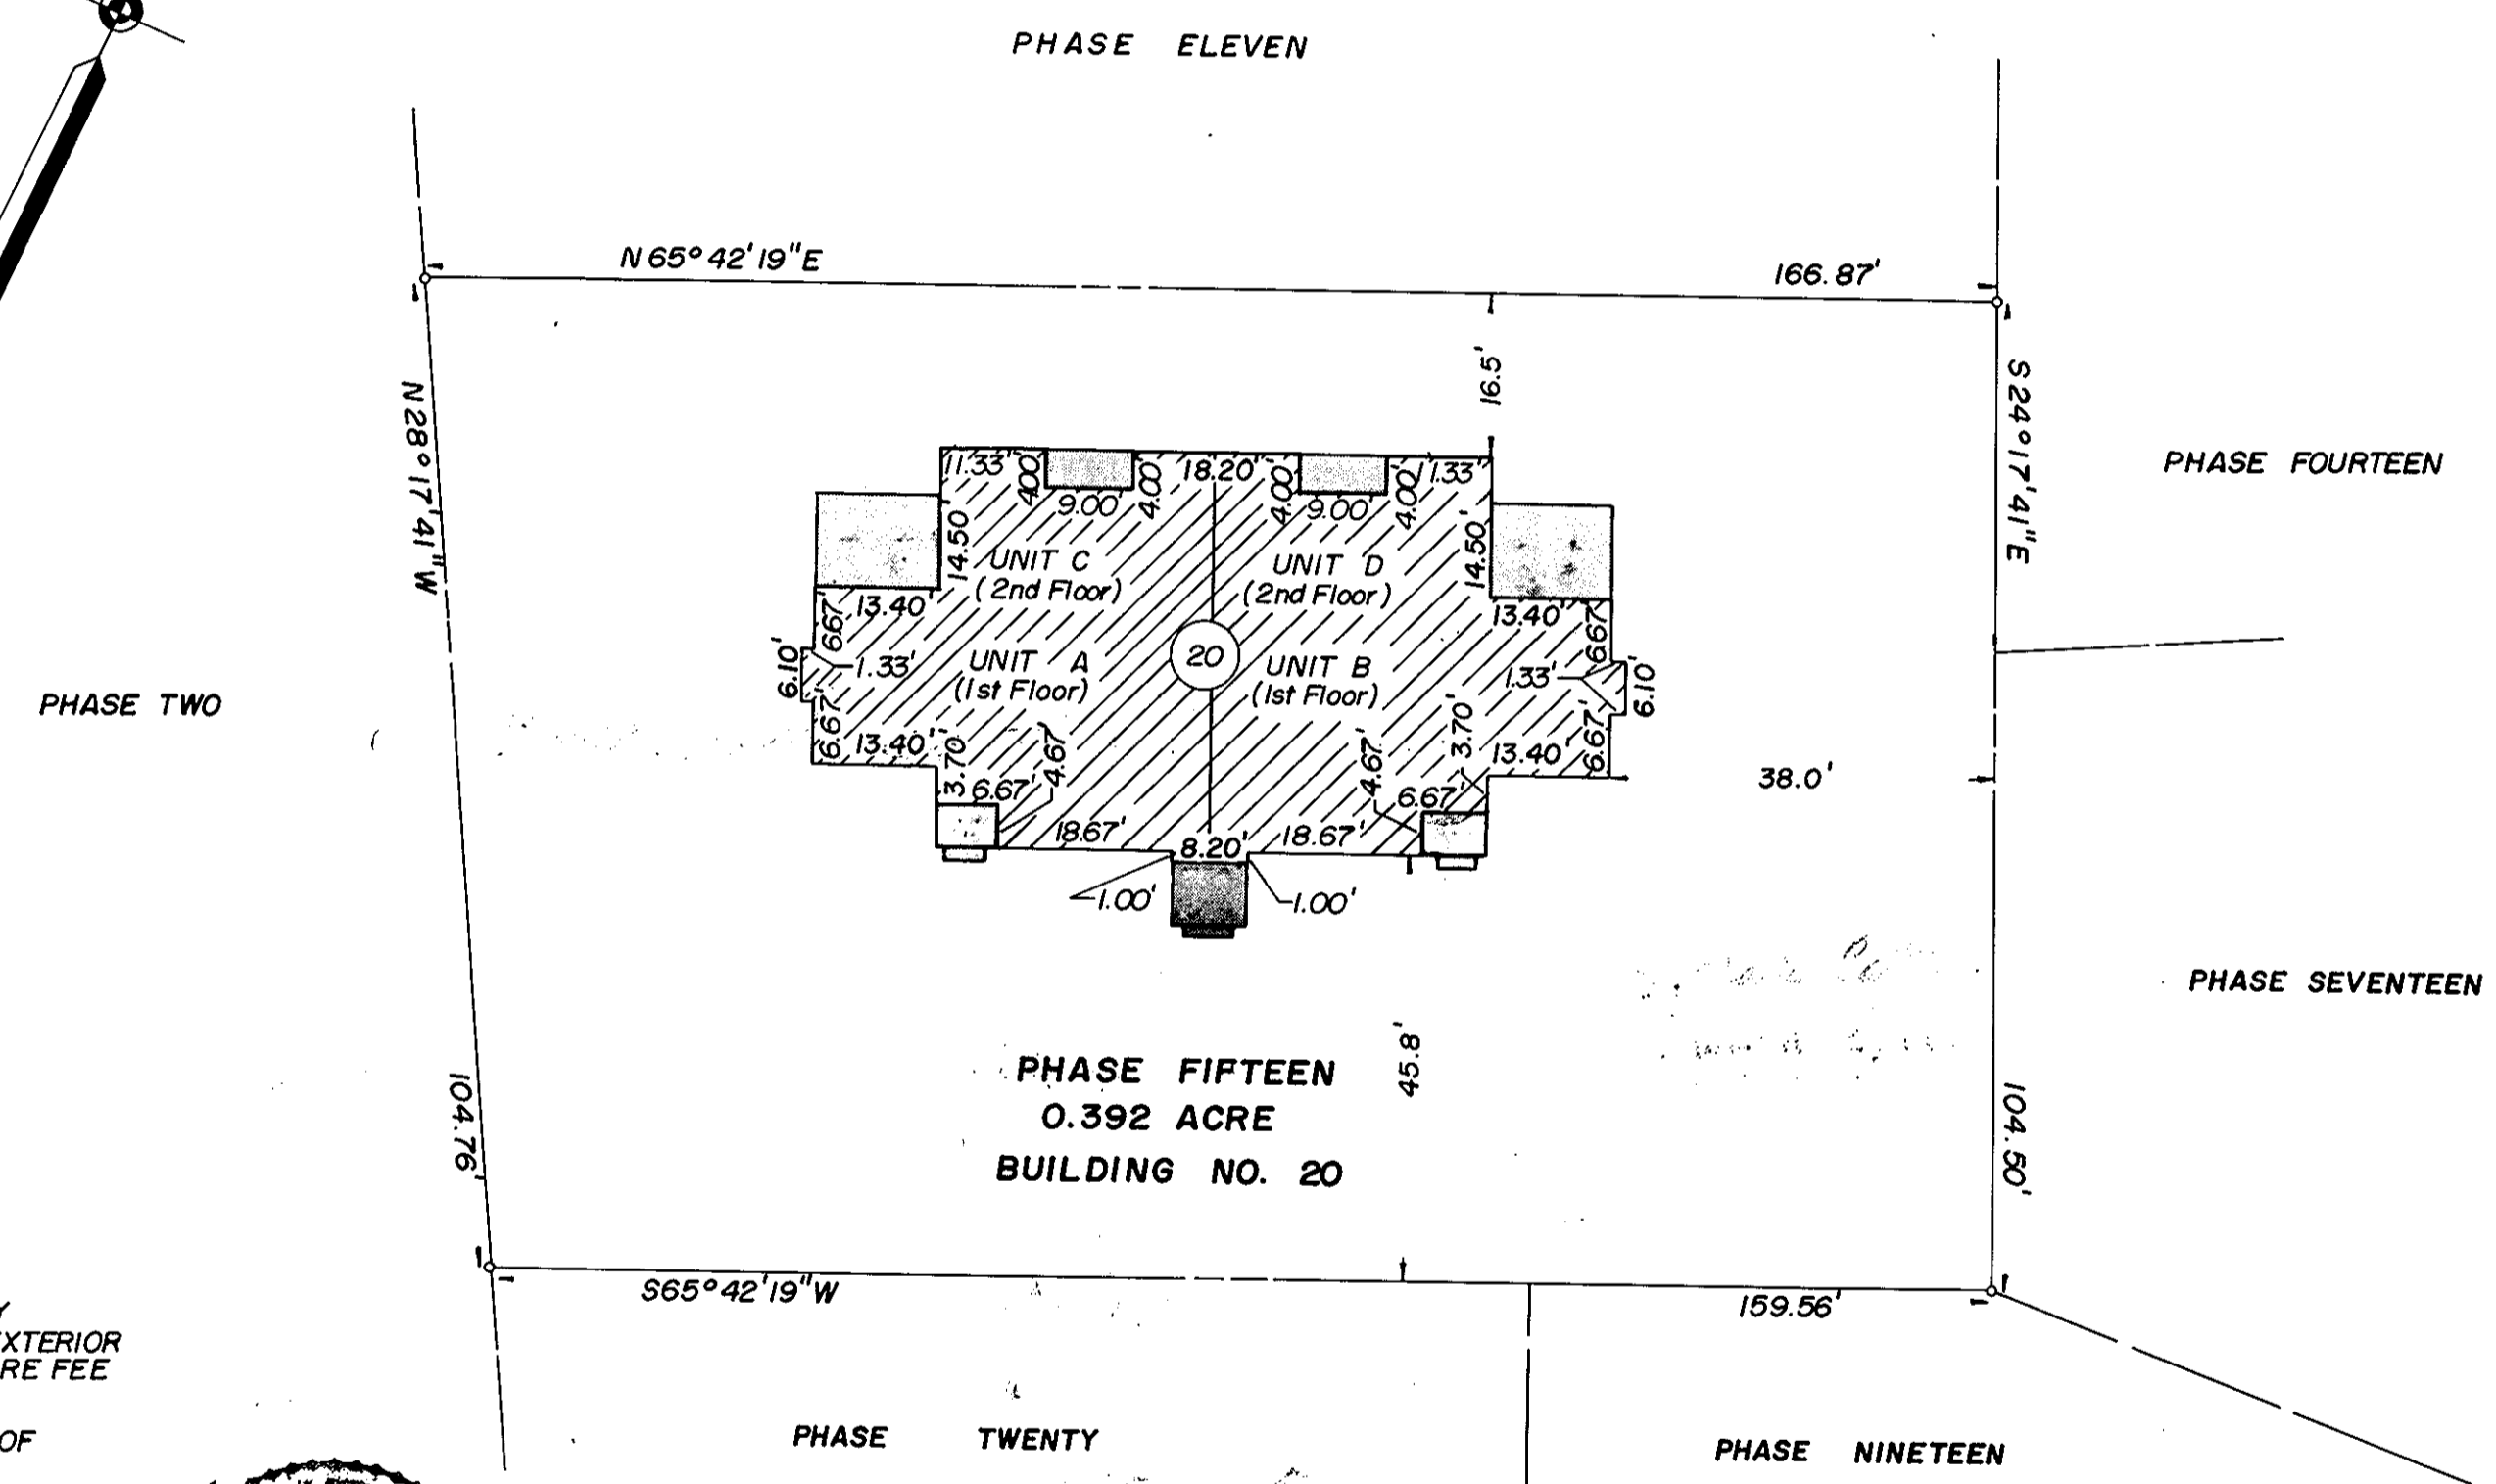 PHASE ELEVEN
N 65° 42' 19" E
166.87'
N 28° 17' 41" W
16.5'
S 24° 17' 41" E
PHASE FOURTEEN
11.33'
4.00'
9.00'
4.00'
18.20'
4.00'
9.00'
4.00'
11.33'
14.50'
UNIT C
(2nd Floor)
UNIT D
(2nd Floor)
14.50'
13.40'
6.67'
13.40'
6.67'
6.10'
1.33'
UNIT A
(1st Floor)
20
UNIT B
(1st Floor)
1.33'
6.10'
PHASE TWO
6.67'
13.40'
3.70'
6.67'
4.67'
4.67'
3.70'
6.67'
13.40'
6.67'
38.0'
18.67'
8.20'
18.67'
1.00'
1.00'
PHASE SEVENTEEN
45.8'
PHASE FIFTEEN
0.392 ACRE
BUILDING NO. 20
104.76'
104.50'
S65° 42' 19" W
159.56'
EXTERIOR
RE FEE
OF
PHASE TWENTY
PHASE NINETEEN